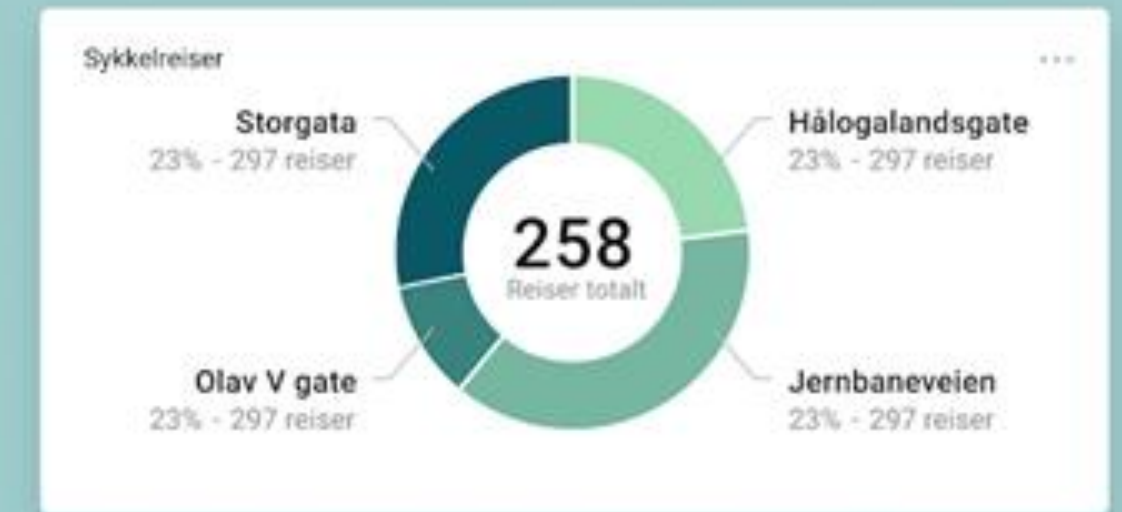 Sykkelreiser
Storgata
23% - 297 reiser
Hålogalandsgate
23% - 297 reiser
258
Reiser totalt
Olav V gate
23% - 297 reiser
Jernbaneveien
23% - 297 reiser